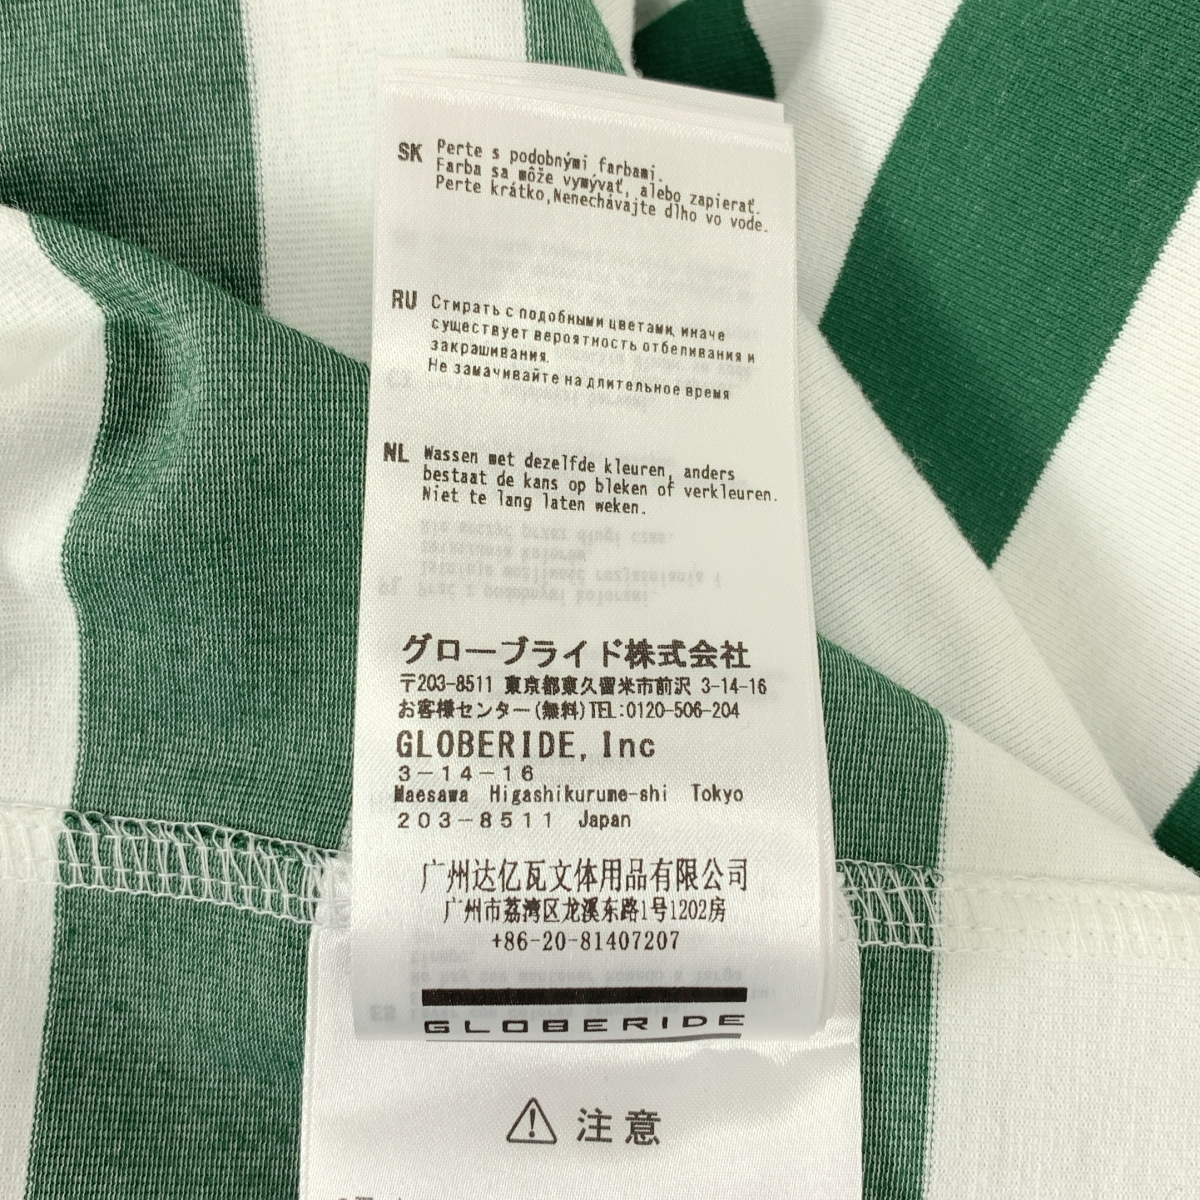 SK Perte s podobnými farbami.
Farba sa môže vymývať, alebo zapierať.
Perte krátko,Nenechávajte dlho vo vode.
RU Стирать с подобными цветами, иначе
существует вероятность отбеливания и
закрашивания.
Не замачивайте на длительное время
NL Wassen met dezelfde kleuren, anders
bestaat de kans op bleken of verkleuren.
Niet te lang laten weken.
グローブライド株式会社
〒203-8511 東京都東久留米市前沢 3-14-16
お客様センター(無料)TEL:0120-506-204
GLOBERIDE, Inc
3-14-16
Maesawa Higashikurume-shi Tokyo
203-8511 Japan
广州达亿瓦文体用品有限公司
广州市荔湾区龙溪东路1号1202房
+86-20-81407207
GLOBERIDE
注意